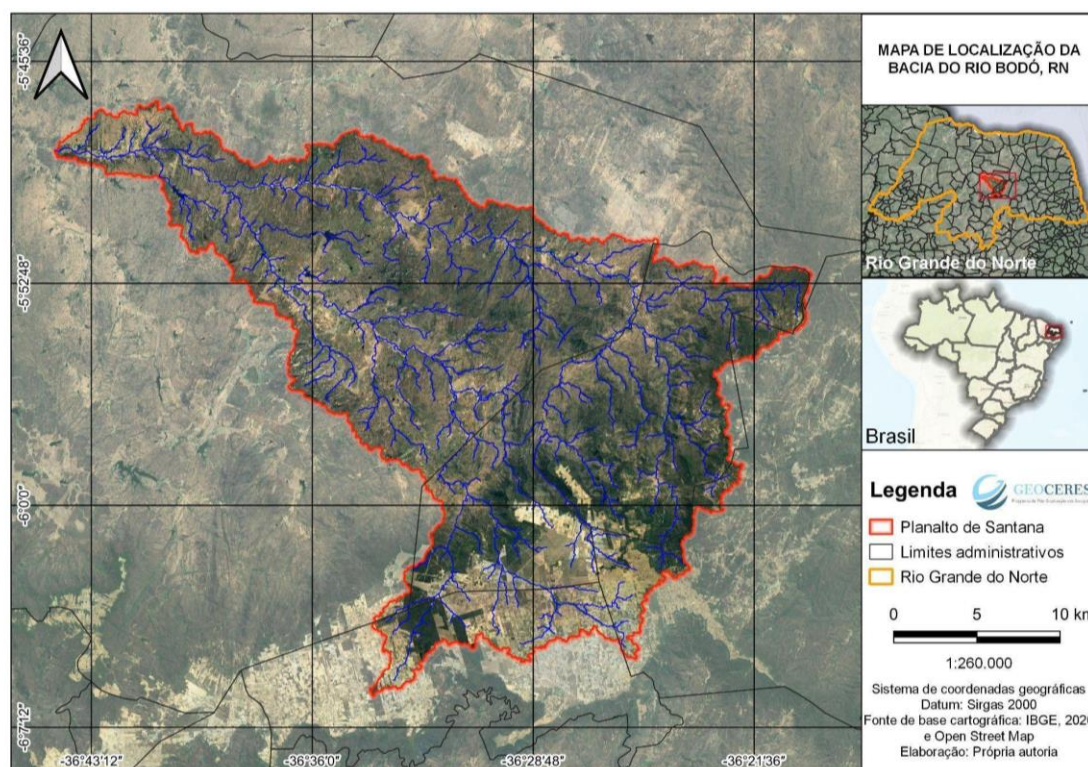 MAPA DE LOCALIZAÇÃO DA
BACIA DO RIO BODÓ, RN
Rio Grande do Norte
Brasil
Legenda
GEOCERES
Planalto de Santana
Limites administrativos
Rio Grande do Norte
0 5 10 km
1:260.000
Sistema de coordenadas geográficas
Datum: Sirgas 2000
Fonte de base cartográfica: IBGE, 202
e Open Street Map
Elaboração: Própria autoria
-5°45'36"
-5°52'48"
-6°0'0"
-6°7'12"
-36°43'12"
-36°36'0"
-36°28'48"
-36°21'36"